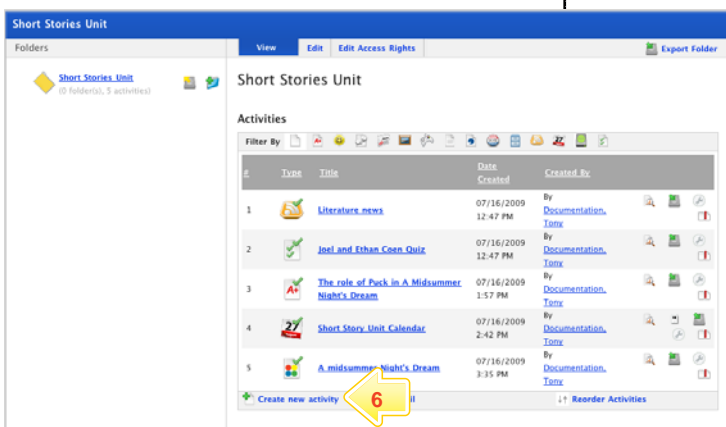 Short Stories Unit
Folders
View Edit Edit Access Rights Export Folder
Short Stories Unit
(0 folder(s), 5 activities)
Short Stories Unit
Activities
Filter By
# Type Title Date Created Created By
1 Literature news 07/16/2009 12:47 PM By Documentation, Tony
2 Joel and Ethan Coen Quiz 07/16/2009 12:47 PM By Documentation, Tony
3 A+ The role of Puck in A Midsummer Night's Dream 07/16/2009 1:57 PM By Documentation, Tony
4 27 Short Story Unit Calendar 07/16/2009 2:42 PM By Documentation, Tony
5 A midsummer Night's Dream 07/16/2009 3:35 PM By Documentation, Tony
Create new activity 6 il Reorder Activities